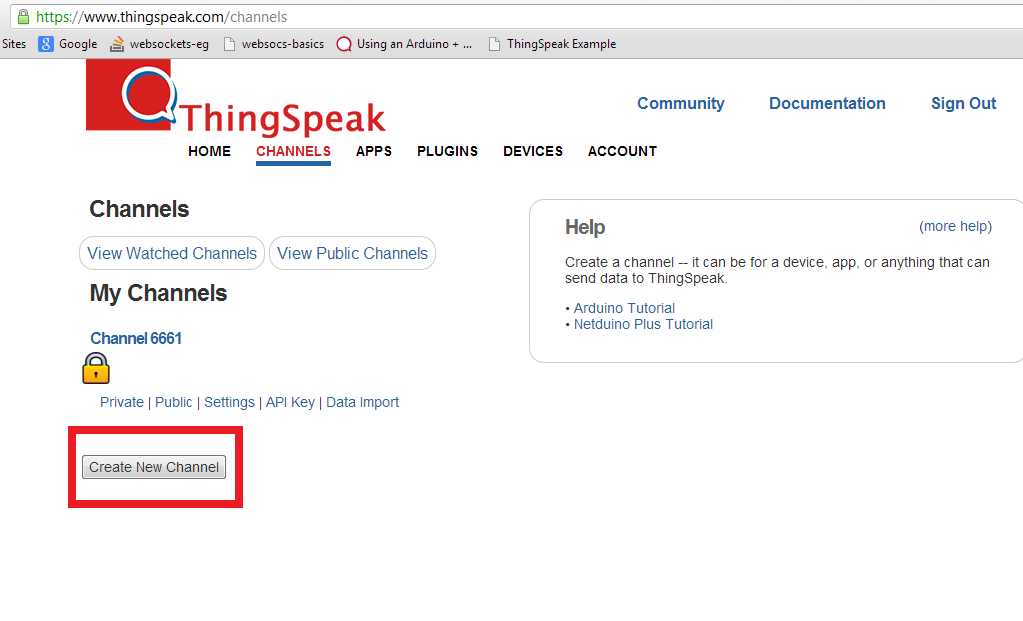 https://www.thingspeak.com/channels
Sites Google websockets-eg websocs-basics Using an Arduino + ... ThingSpeak Example
ThingSpeak
Community Documentation Sign Out
HOME CHANNELS APPS PLUGINS DEVICES ACCOUNT
Channels
View Watched Channels View Public Channels
My Channels
Channel 6661
Private | Public | Settings | API Key | Data Import
Create New Channel
Help (more help)
Create a channel -- it can be for a device, app, or anything that can
send data to ThingSpeak.
• Arduino Tutorial
• Netduino Plus Tutorial